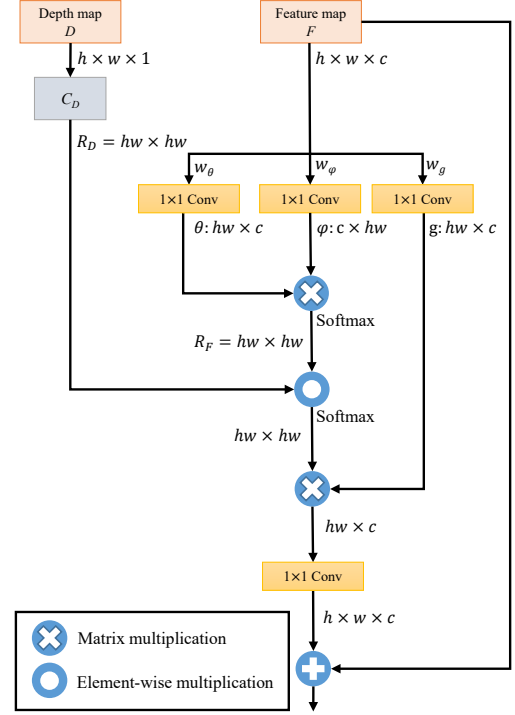 Depth map
D
Feature map
F
h × w × 1
h × w × c
C_D
R_D = hw × hw
w_θ
w_φ
w_g
1×1 Conv
1×1 Conv
1×1 Conv
θ: hw × c
φ: c × hw
g: hw × c
Softmax
R_F = hw × hw
Softmax
hw × hw
hw × c
1×1 Conv
h × w × c
Matrix multiplication
Element-wise multiplication